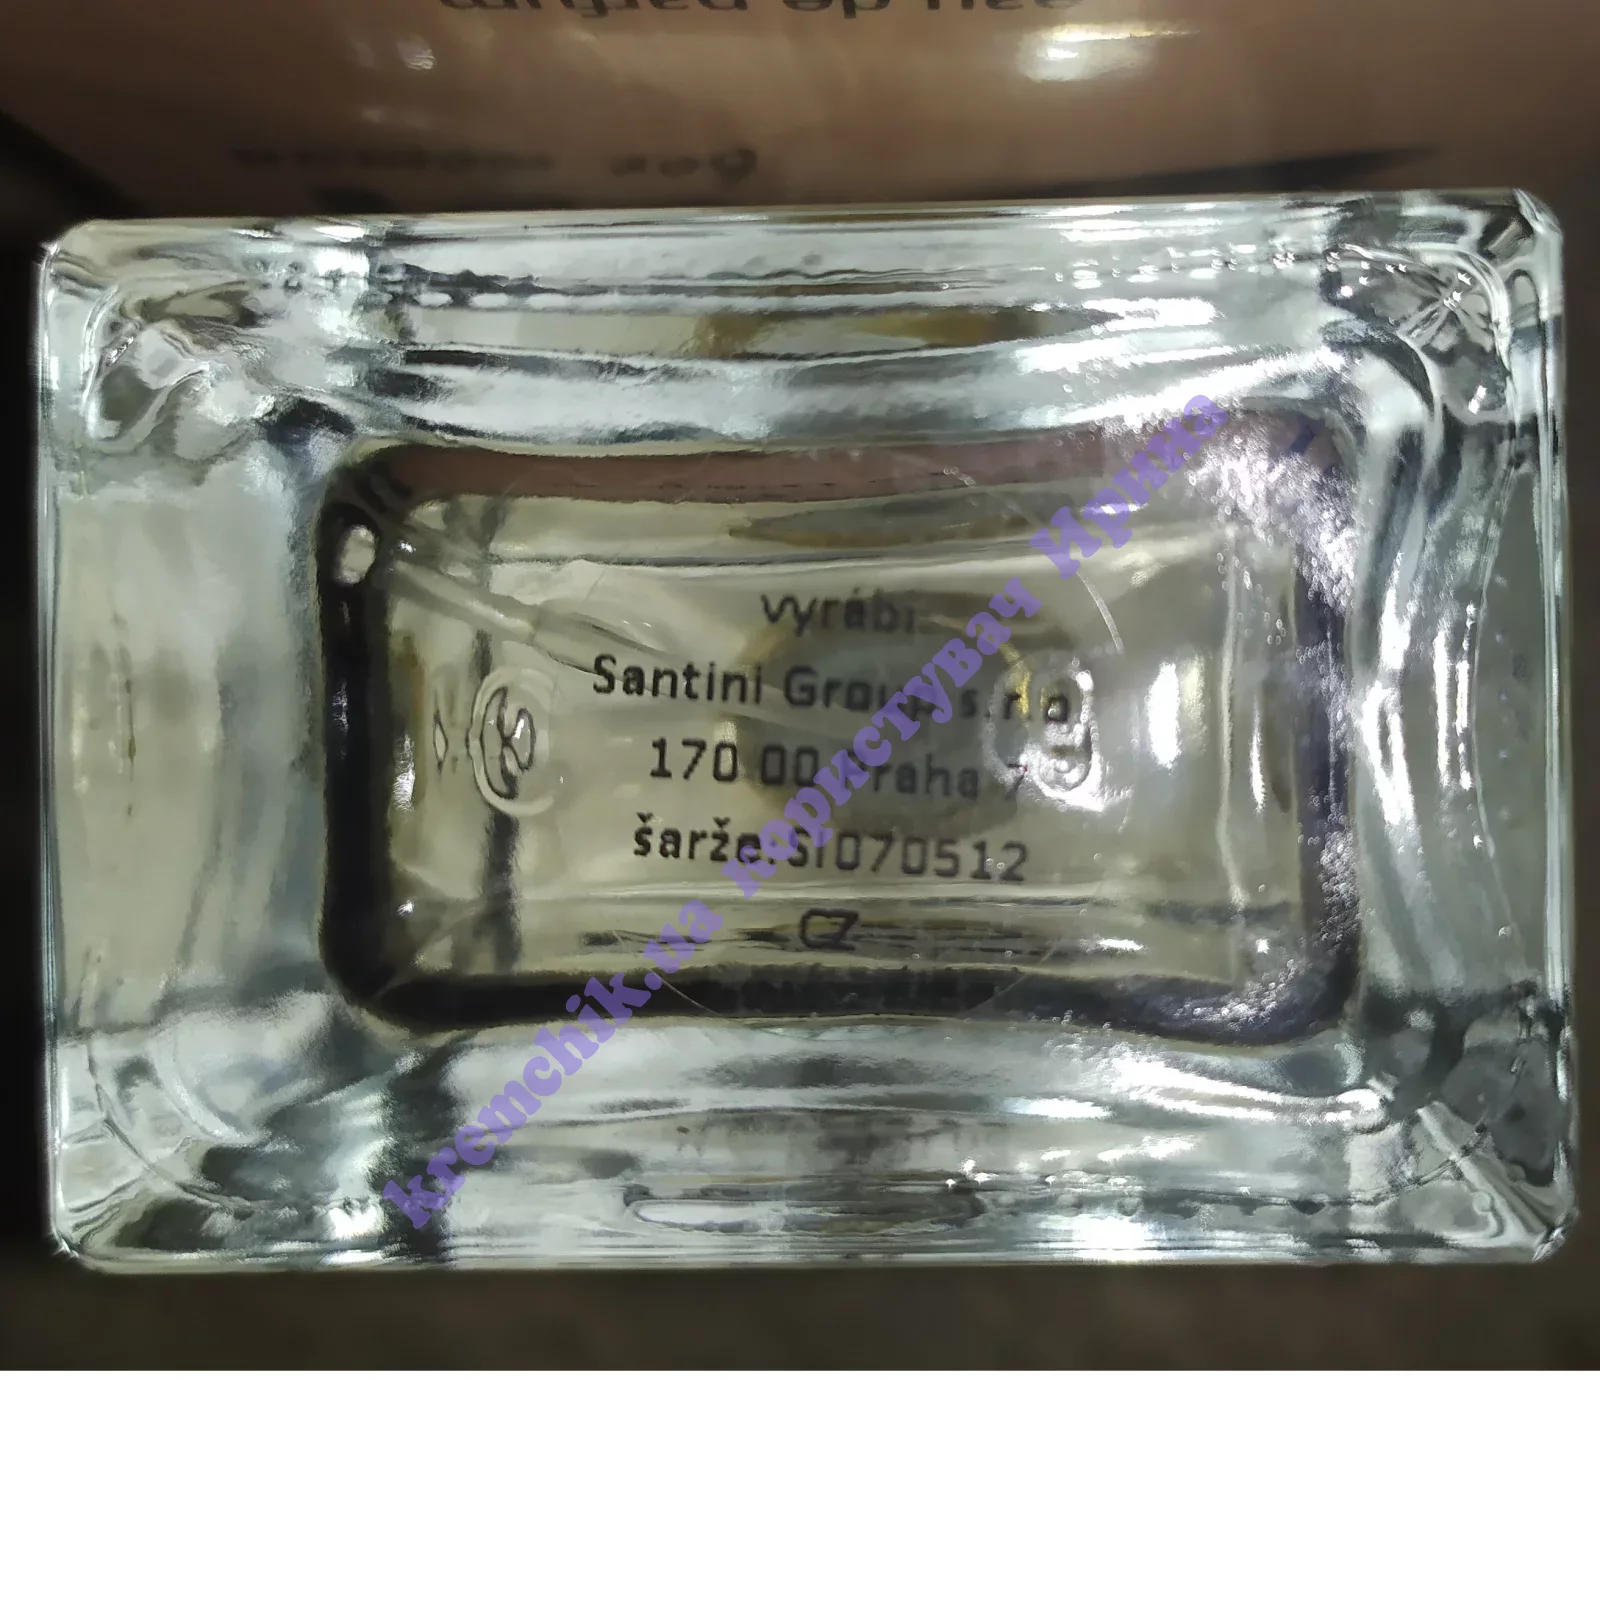 vyrábí:
Santini Group s.r.o
170 00 Praha 7
šarže:SI070512
CZ
kremchik.ua користувач Ирина